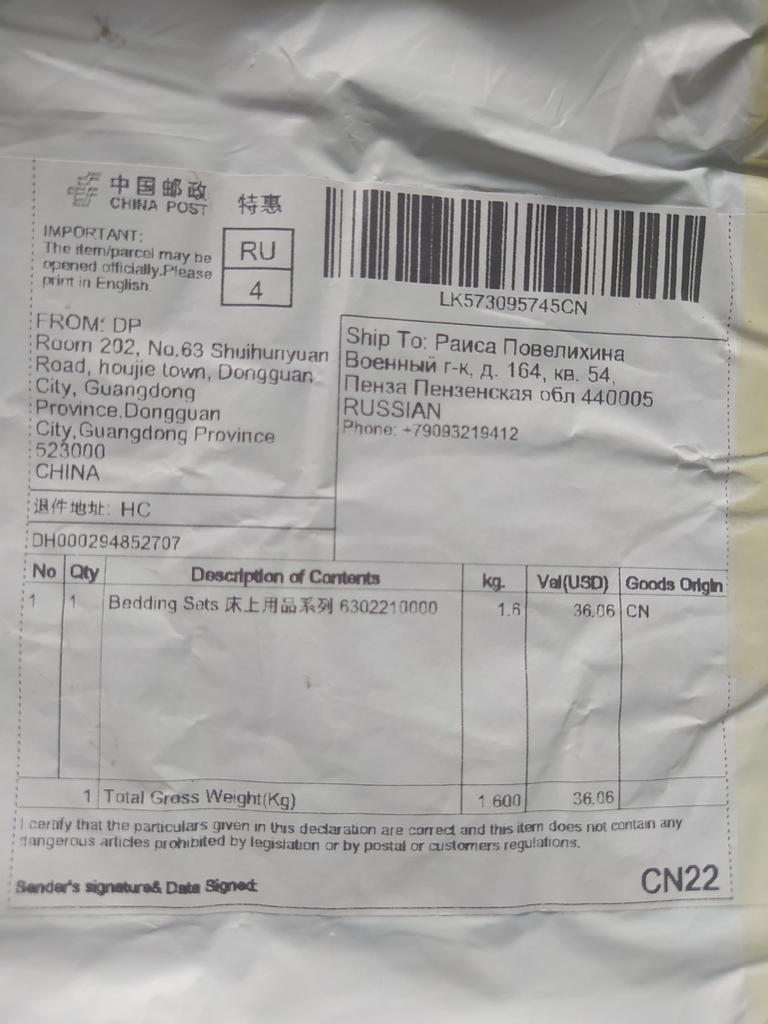 中国邮政
CHINA POST
特惠
IMPORTANT:
The item/parcel may be
opened officially.Please
print in English.
RU
4
LK573095745CN
FROM: DP
Room 202, No.63 Shuihunyuan
Road, houjie town, Dongguan
City, Guangdong
Province.Dongguan
City,Guangdong Province
523000
CHINA
Ship To: Раиса Повелихина
Военный г-к, д. 164, кв. 54,
Пенза Пензенская обл 440005
RUSSIAN
Phone: +79093219412
退件地址: HC
DH000294852707
No Qty Description of Contents kg. Val(USD) Goods Origin
1 1 Bedding Sets 床上用品系列 6302210000 1.6 36.06 CN
1 Total Gross Weight(Kg) 1.600 36.06
I certify that the particulars given in this declaration are correct and this item does not contain any
dangerous articles prohibited by legislation or by postal or customers regulations.
Sender's signature& Data Signed:
CN22